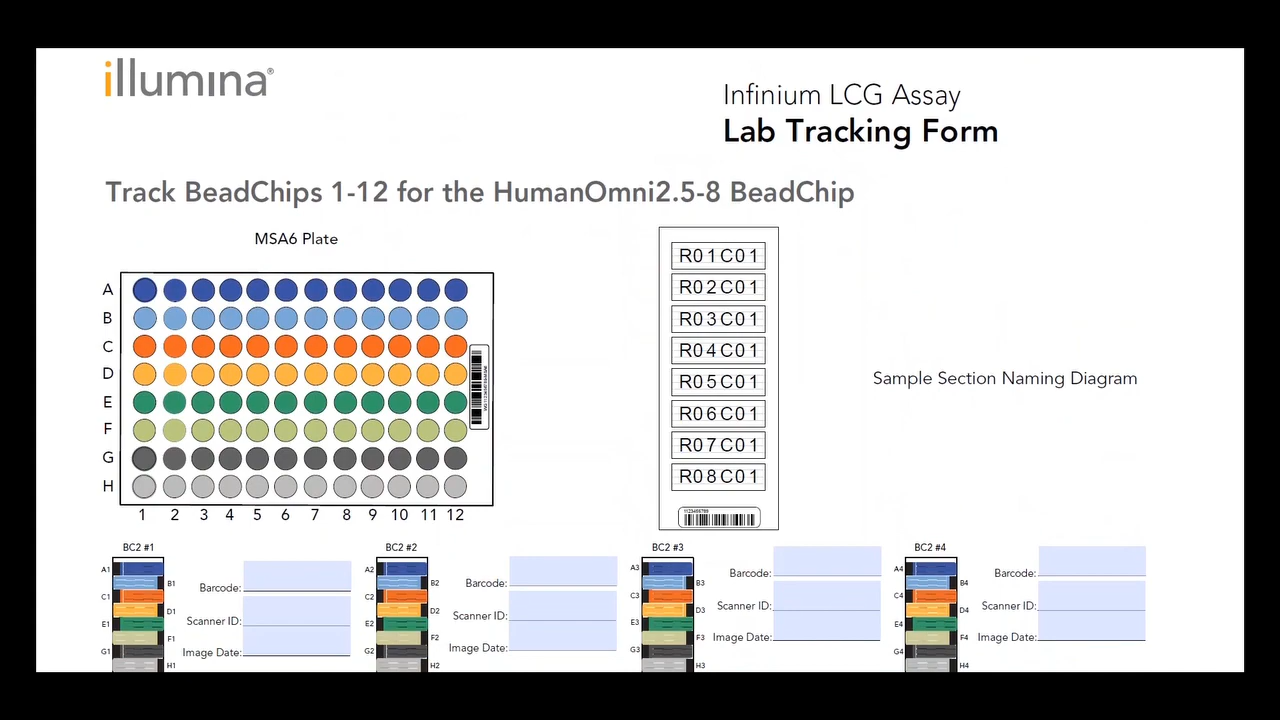 illumina®
Infinium LCG Assay
Lab Tracking Form
Track BeadChips 1-12 for the HumanOmni2.5-8 BeadChip
MSA6 Plate
A
B
C
D
E
F
G
H
1 2 3 4 5 6 7 8 9 10 11 12
R01C01
R02C01
R03C01
R04C01
R05C01
R06C01
R07C01
R08C01
Sample Section Naming Diagram
BC2 #1
A1
B1
C1
D1
E1
F1
G1
H1
Barcode:
Scanner ID:
Image Date:
BC2 #2
A2
B2
C2
D2
E2
F2
G2
H2
Barcode:
Scanner ID:
Image Date:
BC2 #3
A3
B3
C3
D3
E3
F3
G3
H3
Barcode:
Scanner ID:
Image Date:
BC2 #4
A4
B4
C4
D4
E4
F4
G4
H4
Barcode:
Scanner ID:
Image Date: